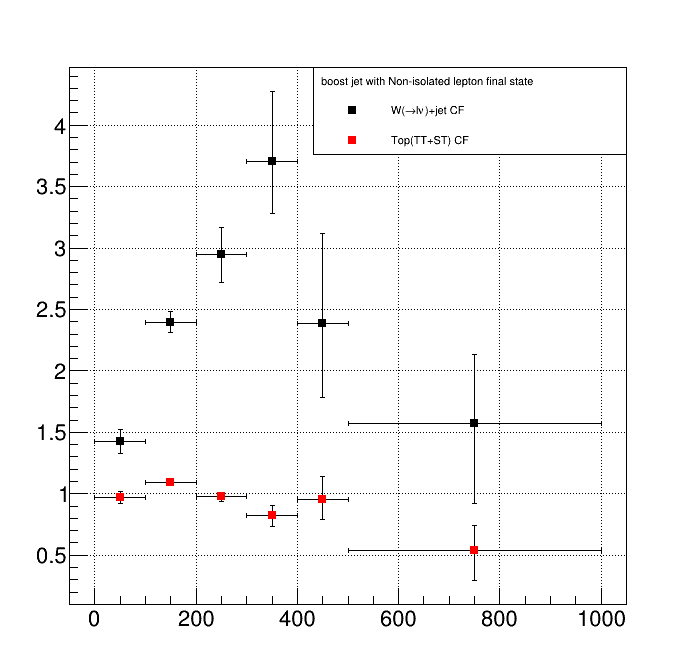 boost jet with Non-isolated lepton final state
W(→lν)+jet CF
Top(TT+ST) CF
4
3.5
3
2.5
2
1.5
1
0.5
0 200 400 600 800 1000